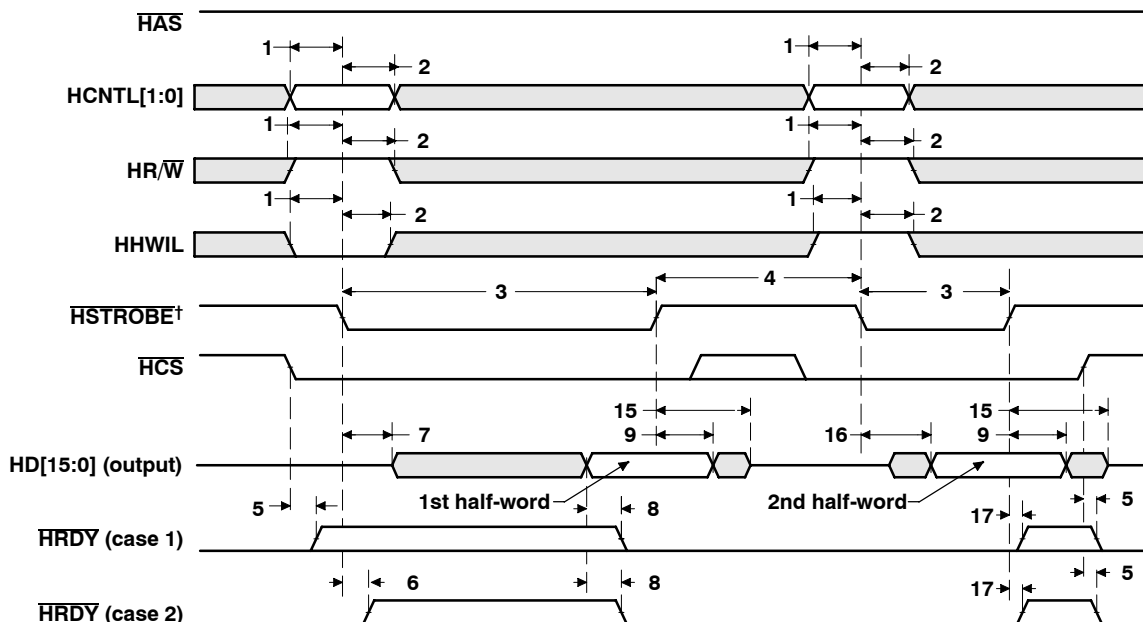 HAS
1 1
2 2
HCNTL[1:0]
1 1
2 2
HR/W
1 1
2 2
HHWIL
3 4 3
HSTROBE†
HCS
7 15 9 16 15 9
HD[15:0] (output)
1st half-word 2nd half-word
5 8 17 5
HRDY (case 1)
6 8 17 5
HRDY (case 2)